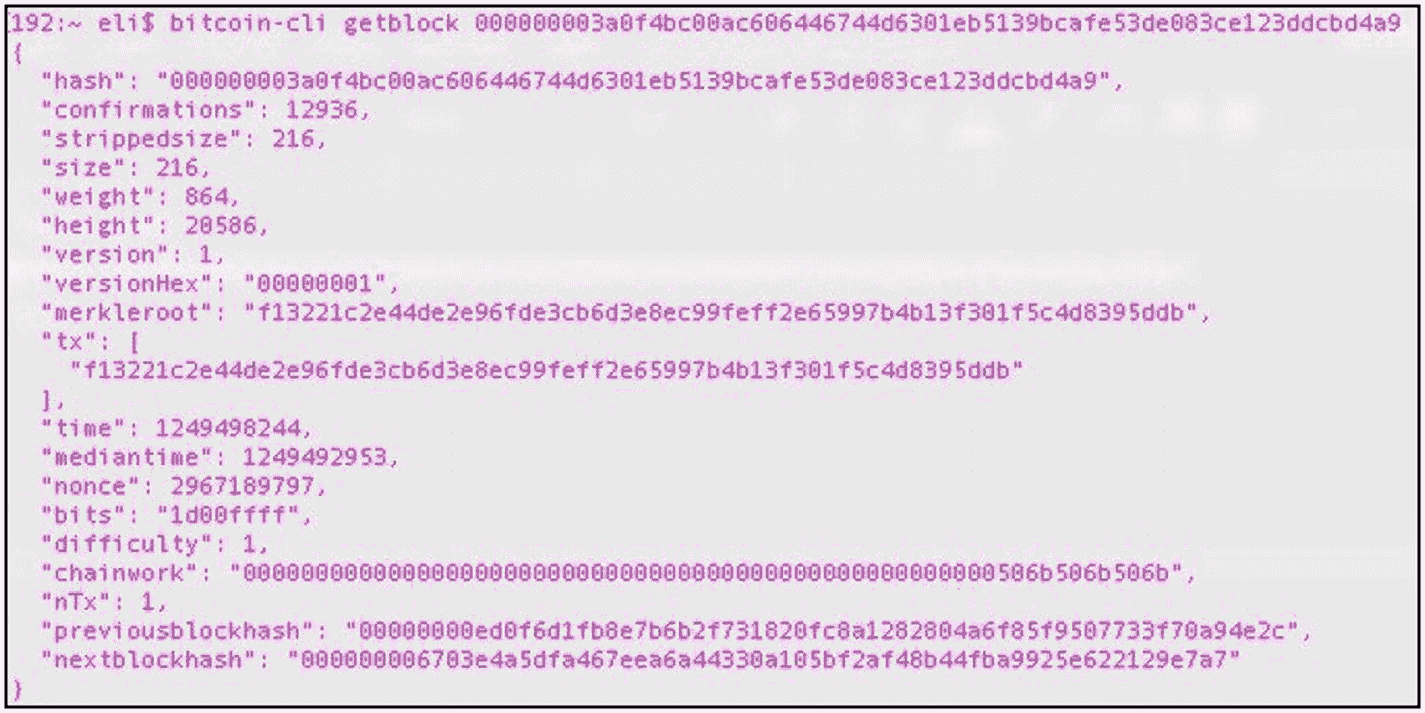 192:~ eli$ bitcoin-cli getblock 000000003a0f4bc00ac606446744d6301eb5139bcafe53de083ce123ddcbd4a9
{
"hash": "000000003a0f4bc00ac606446744d6301eb5139bcafe53de083ce123ddcbd4a9",
"confirmations": 12936,
"strippedsize": 216,
"size": 216,
"weight": 864,
"height": 20586,
"version": 1,
"versionHex": "00000001",
"merkleroot": "f13221c2e44de2e96fde3cb6d3e8ec99feff2e65997b4b13f301f5c4d8395ddb",
"tx": [
"f13221c2e44de2e96fde3cb6d3e8ec99feff2e65997b4b13f301f5c4d8395ddb"
],
"time": 1249498244,
"mediantime": 1249492953,
"nonce": 2967189797,
"bits": "1d00ffff",
"difficulty": 1,
"chainwork": "0000000000000000000000000000000000000000000000000000506b506b506b",
"nTx": 1,
"previousblockhash": "00000000ed0f6d1fb8e7b6b2f731820fc8a1282804a6f85f9507733f70a94e2c",
"nextblockhash": "000000006703e4a5dfa467eea6a44330a105bf2af48b44fba9925e622129e7a7"
}